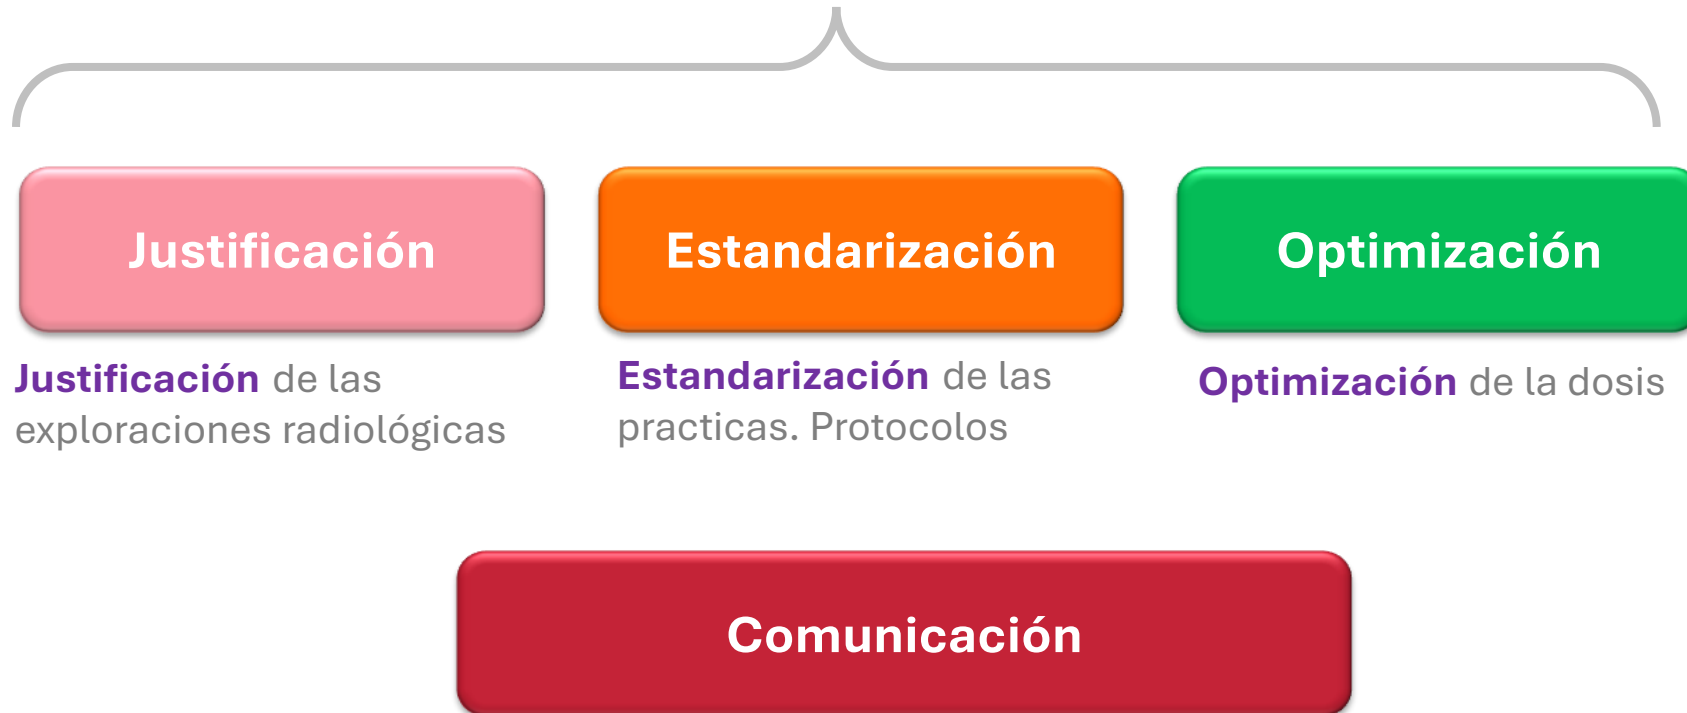 Justificación
Estandarización
Optimización
Justificación de las
exploraciones radiológicas
Estandarización de las
practicas. Protocolos
Optimización de la dosis
Comunicación